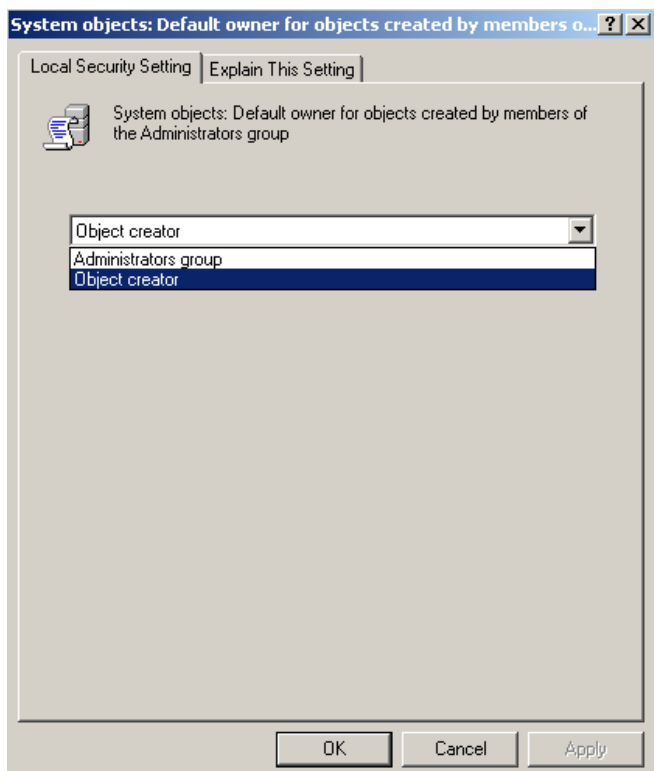 System objects: Default owner for objects created by members o...
Local Security Setting
Explain This Setting
System objects: Default owner for objects created by members of
the Administrators group
Object creator
Administrators group
Object creator
OK
Cancel
Apply